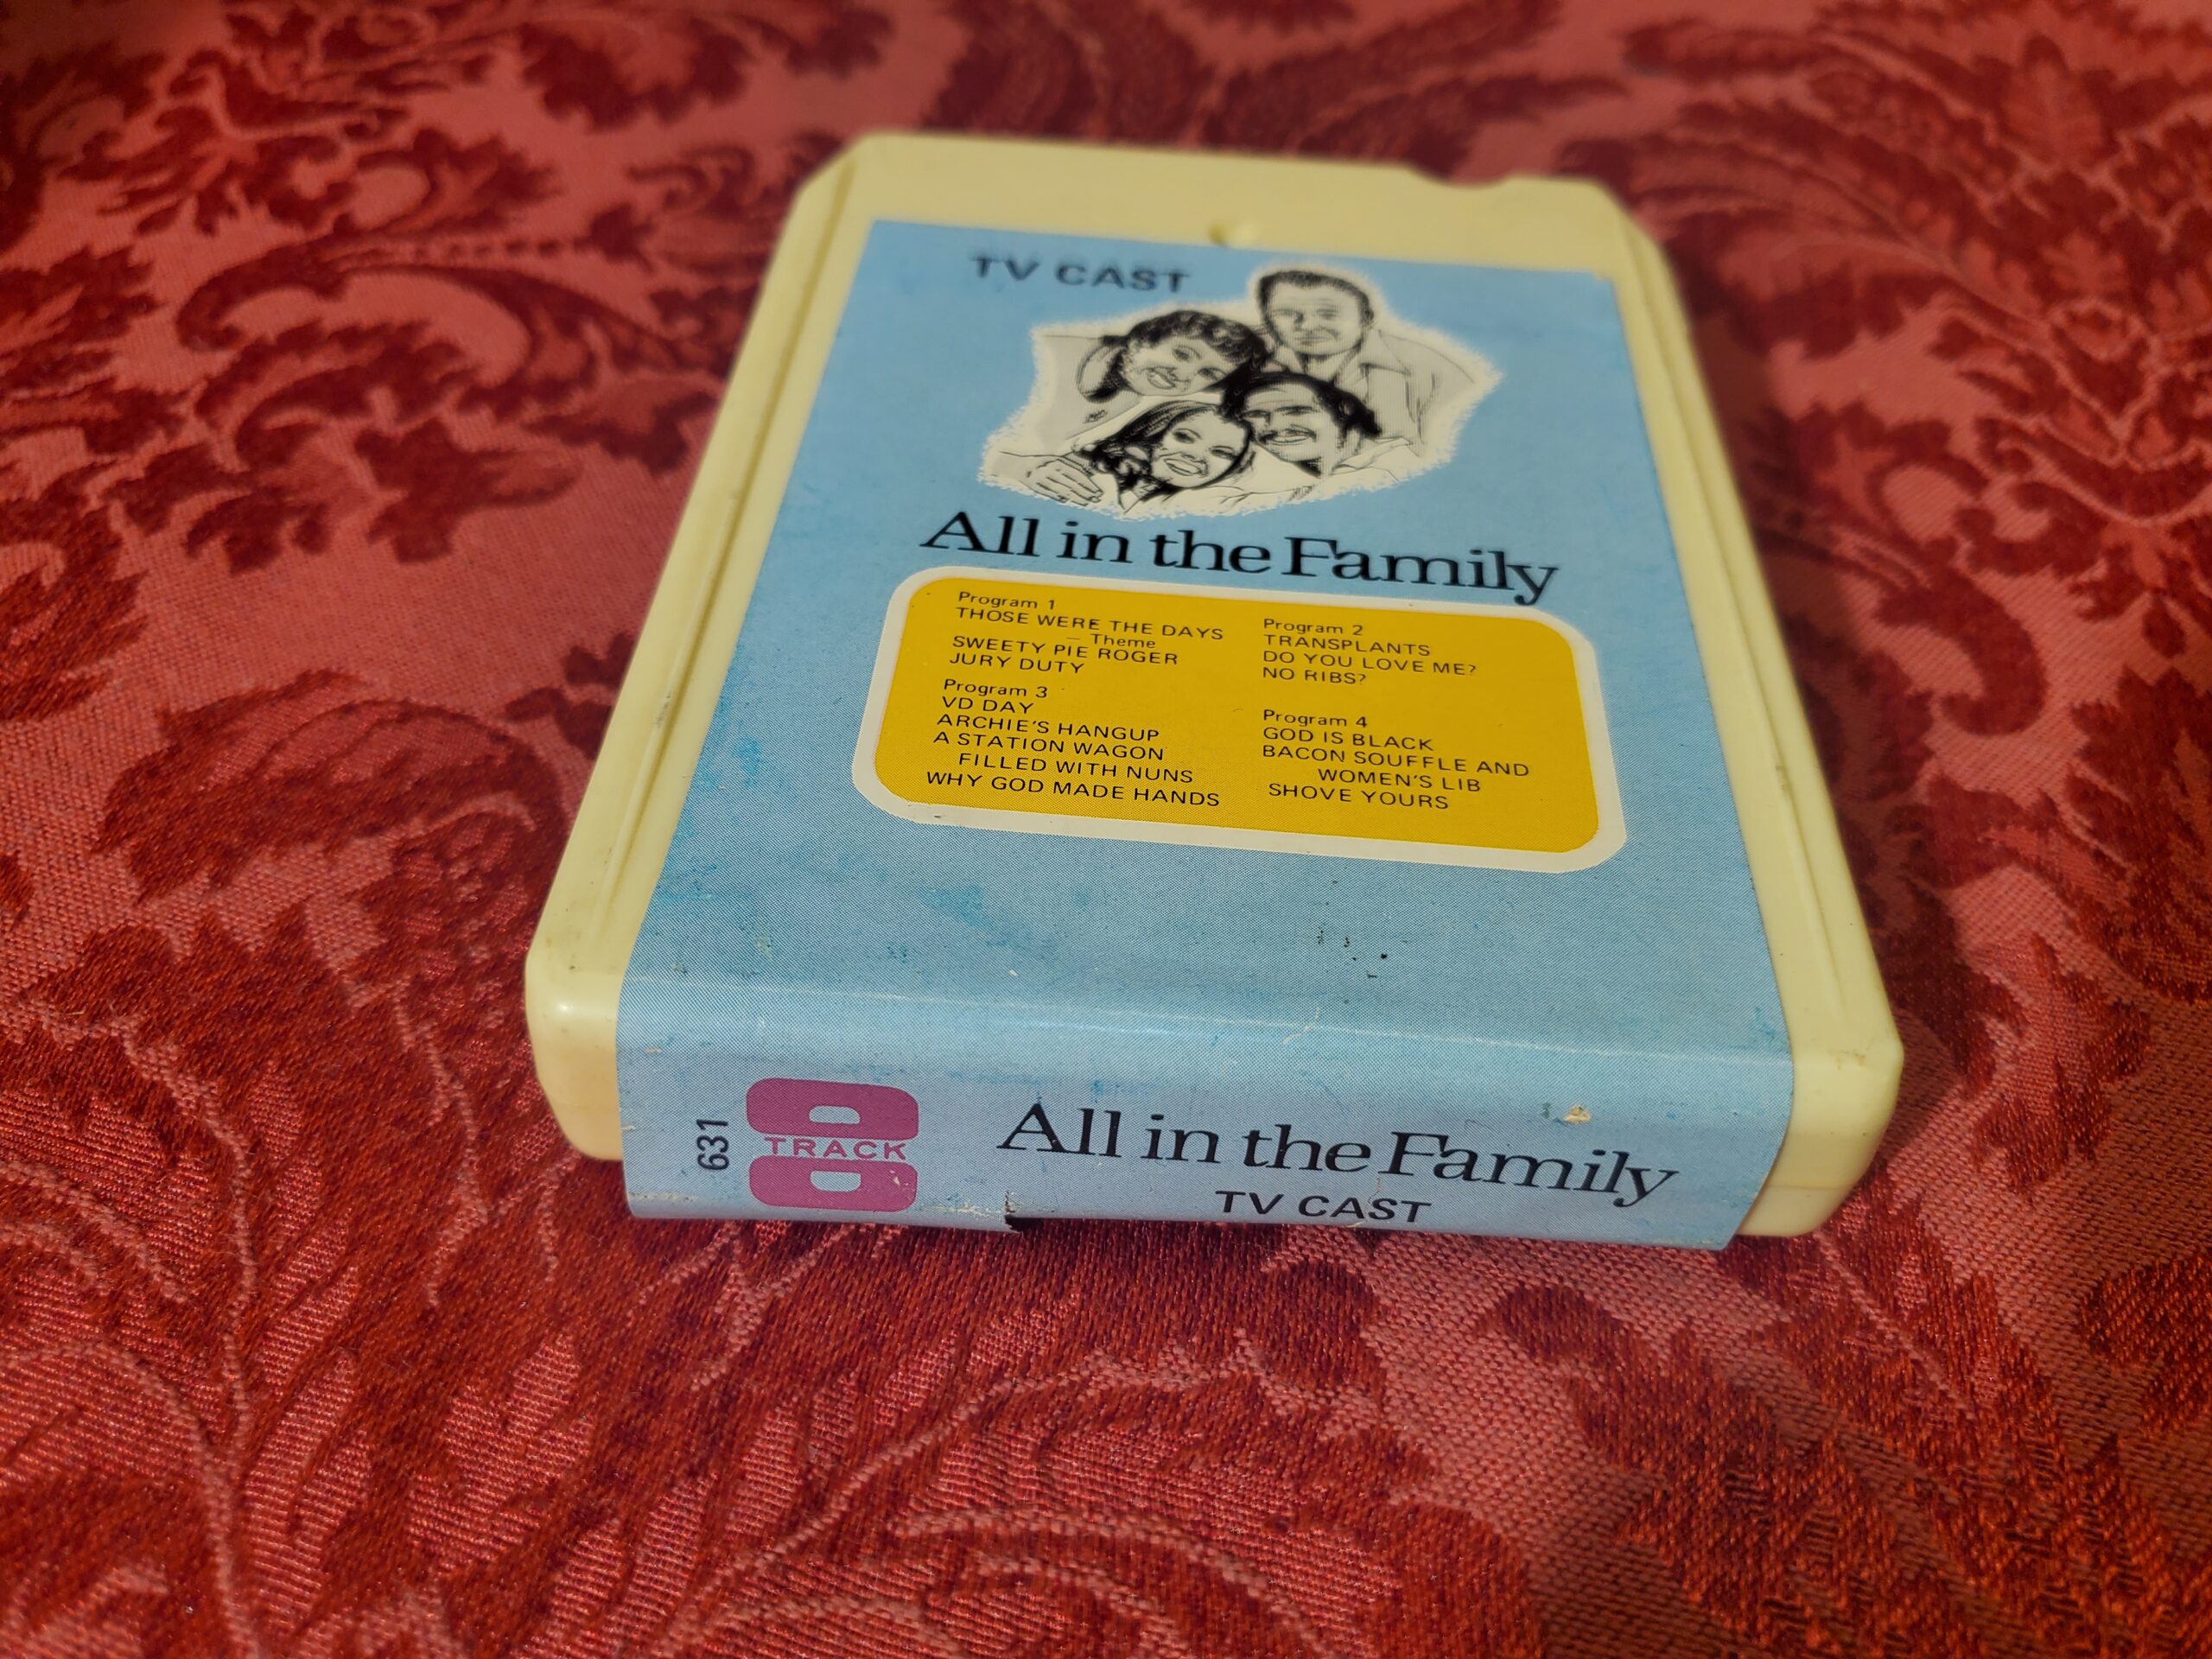 TV CAST
All in the Family
Program 1
THOSE WERE THE DAYS
— Theme
SWEETY PIE ROGER
JURY DUTY
Program 2
TRANSPLANTS
DO YOU LOVE ME?
NO RIBS?
Program 3
VD DAY
ARCHIE'S HANGUP
A STATION WAGON
FILLED WITH NUNS
WHY GOD MADE HANDS
Program 4
GOD IS BLACK
BACON SOUFFLE AND
WOMEN'S LIB
SHOVE YOURS
631
8
TRACK
All in the Family
TV CAST